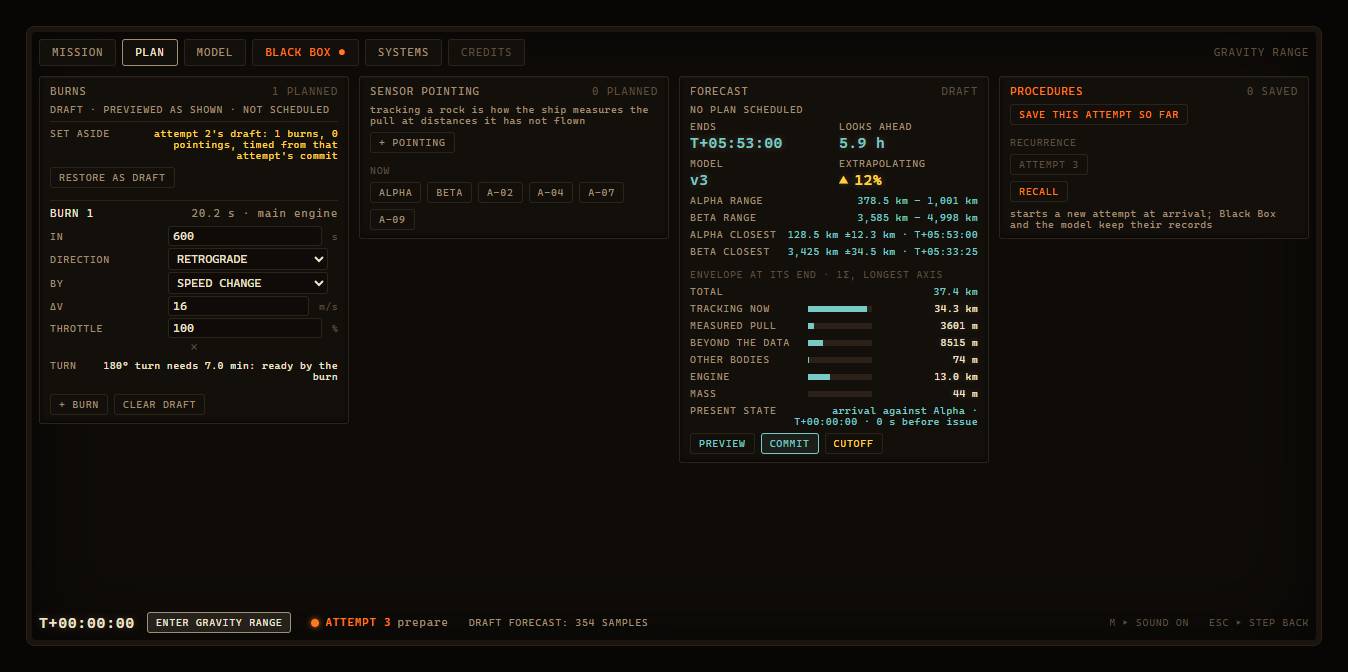 MISSION PLAN MODEL BLACK BOX ● SYSTEMS CREDITS GRAVITY RANGE
BURNS 1 PLANNED
DRAFT · PREVIEWED AS SHOWN · NOT SCHEDULED
SET ASIDE attempt 2's draft: 1 burns, 0
pointings, timed from that
attempt's commit
RESTORE AS DRAFT
BURN 1 20.2 s · main engine
IN 600 s
DIRECTION RETROGRADE
BY SPEED CHANGE
ΔV 16 m/s
THROTTLE 100 %
×
TURN 180° turn needs 7.0 min: ready by the
burn
+ BURN CLEAR DRAFT
SENSOR POINTING 0 PLANNED
tracking a rock is how the ship measures the
pull at distances it has not flown
+ POINTING
NOW
ALPHA BETA A-02 A-04 A-07
A-09
FORECAST DRAFT
NO PLAN SCHEDULED
ENDS LOOKS AHEAD
T+05:53:00 5.9 h
MODEL EXTRAPOLATING
v3 ▲ 12%
ALPHA RANGE 378.5 km – 1,001 km
BETA RANGE 3,585 km – 4,998 km
ALPHA CLOSEST 128.5 km ±12.3 km · T+05:53:00
BETA CLOSEST 3,425 km ±34.5 km · T+05:33:25
ENVELOPE AT ITS END · 1Σ, LONGEST AXIS
TOTAL 37.4 km
TRACKING NOW 34.3 km
MEASURED PULL 3601 m
BEYOND THE DATA 8515 m
OTHER BODIES 74 m
ENGINE 13.0 km
MASS 44 m
PRESENT STATE arrival against Alpha ·
T+00:00:00 · 0 s before issue
PREVIEW COMMIT CUTOFF
PROCEDURES 0 SAVED
SAVE THIS ATTEMPT SO FAR
RECURRENCE
ATTEMPT 3
RECALL
starts a new attempt at arrival; Black Box
and the model keep their records
T+00:00:00 ENTER GRAVITY RANGE ● ATTEMPT 3 prepare DRAFT FORECAST: 354 SAMPLES M ▸ SOUND ON ESC ▸ STEP BACK